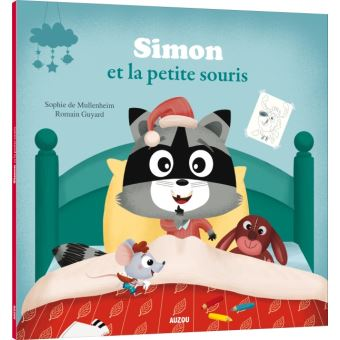 Simon
et la petite souris
Sophie de Mullenheim
Romain Guyard
AUZOU